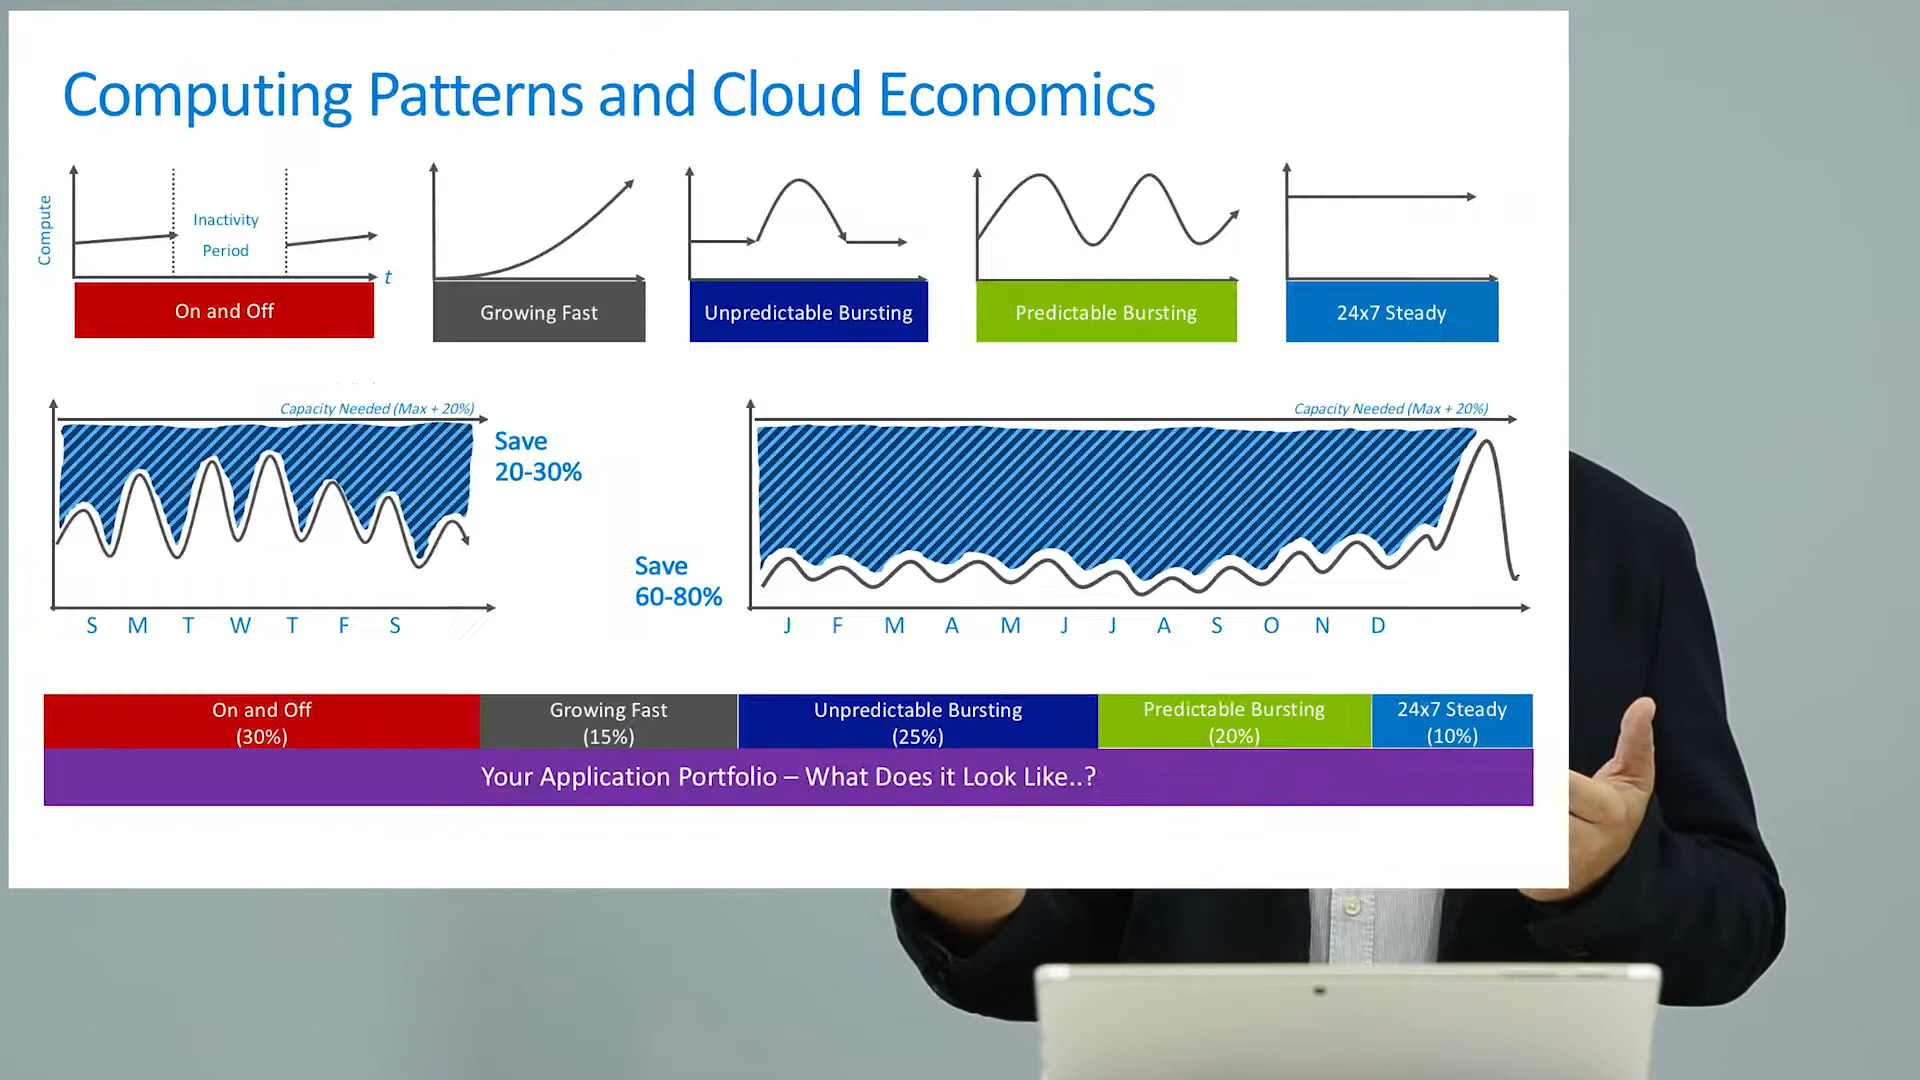 Computing Patterns and Cloud Economics
Compute
Inactivity
Period
t
On and Off
Growing Fast
Unpredictable Bursting
Predictable Bursting
24x7 Steady
Capacity Needed (Max + 20%)
Save
20-30%
S M T W T F S
Capacity Needed (Max + 20%)
Save
60-80%
J F M A M J J A S O N D
On and Off
(30%)
Growing Fast
(15%)
Unpredictable Bursting
(25%)
Predictable Bursting
(20%)
24x7 Steady
(10%)
Your Application Portfolio – What Does it Look Like..?